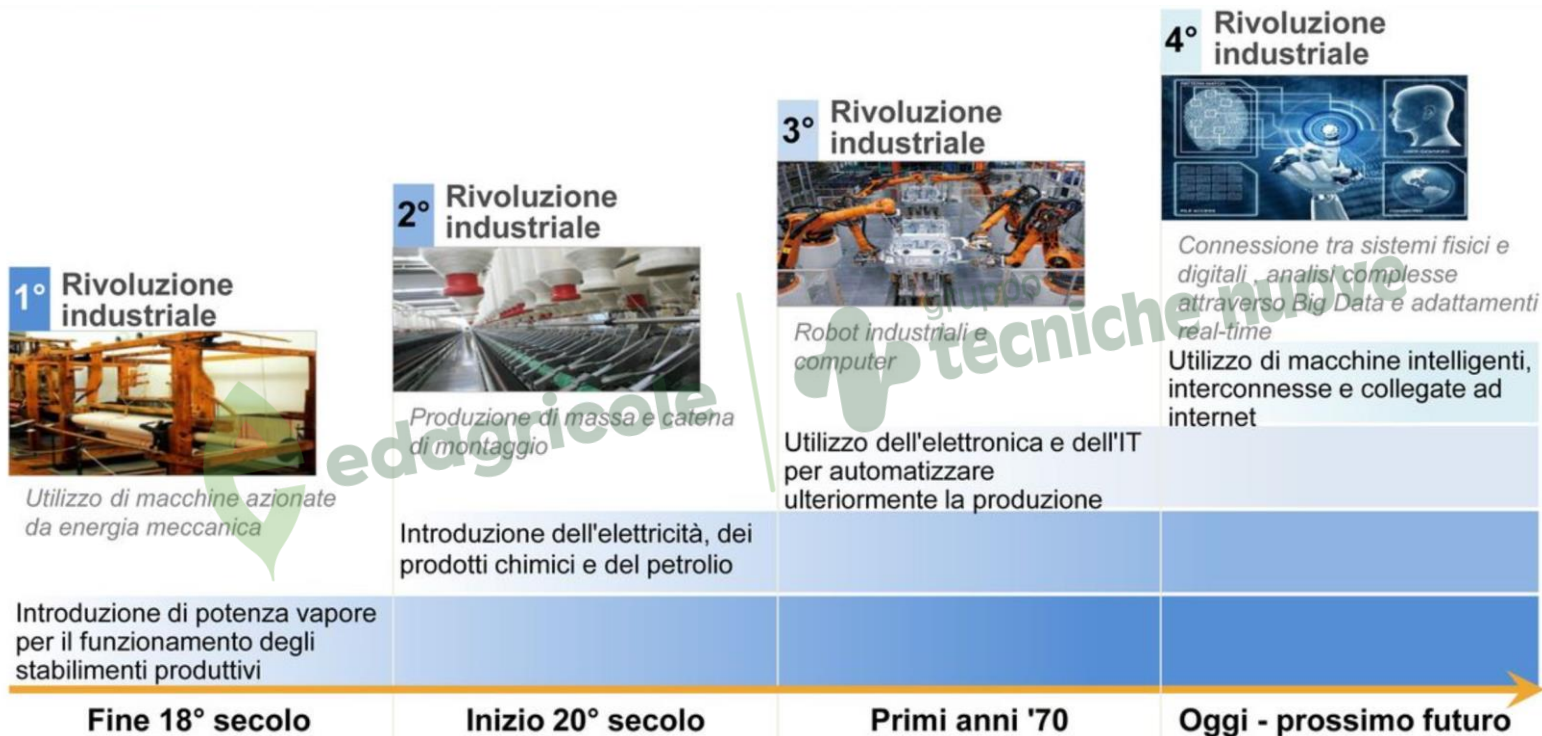 1° Rivoluzione
industriale
Utilizzo di macchine azionate
da energia meccanica
Introduzione di potenza vapore
per il funzionamento degli
stabilimenti produttivi
Fine 18° secolo
2° Rivoluzione
industriale
Produzione di massa e catena
di montaggio
Introduzione dell'elettricità, dei
prodotti chimici e del petrolio
Inizio 20° secolo
3° Rivoluzione
industriale
Robot industriali e
computer
Utilizzo dell'elettronica e dell'IT
per automatizzare
ulteriormente la produzione
Primi anni '70
4° Rivoluzione
industriale
FILE ACCESS
Connessione tra sistemi fisici e
digitali , analisi complesse
attraverso Big Data e adattamenti
real-time
Utilizzo di macchine intelligenti,
interconnesse e collegate ad
internet
Oggi - prossimo futuro
edagricole
gruppo
tecniche nuove